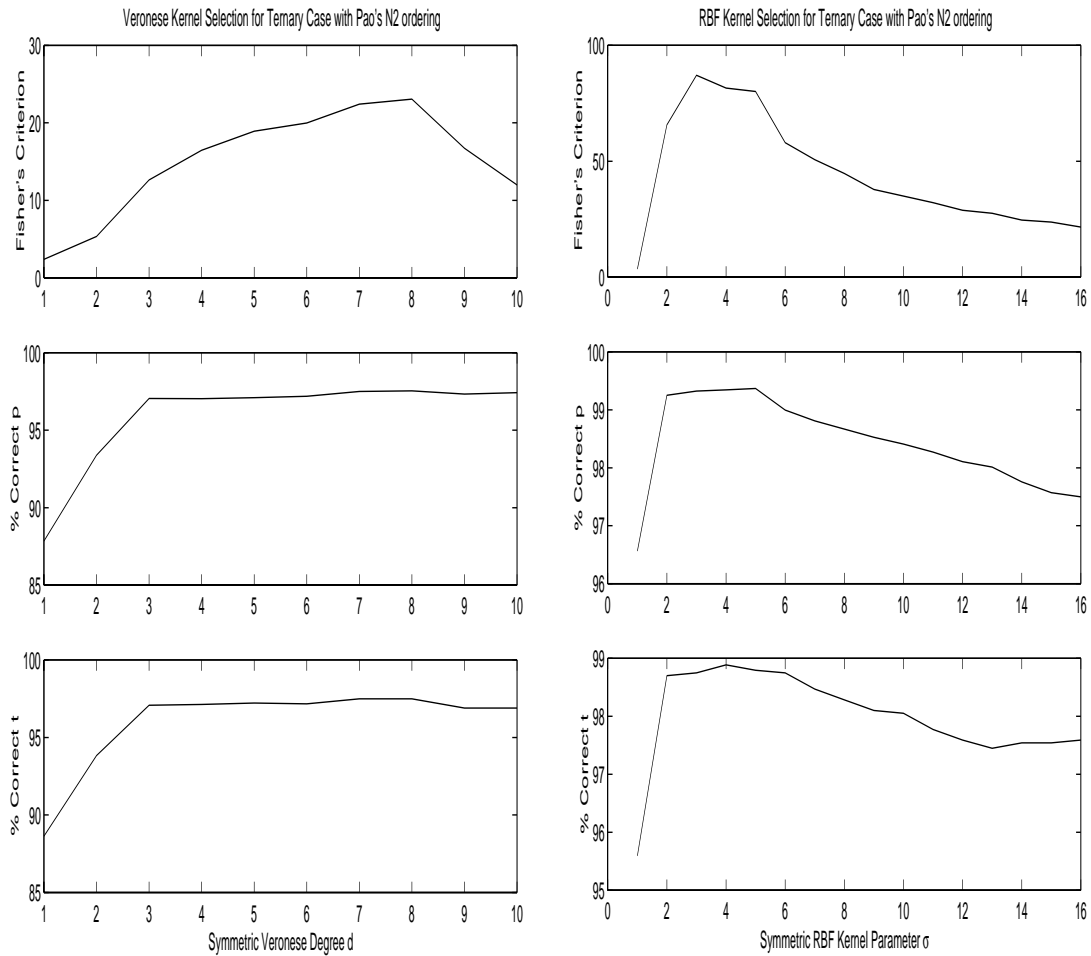 Veronese Kernel Selection for Ternary Case with Pao's N2 ordering
30
20
10
0
Fisher's Criterion
1 2 3 4 5 6 7 8 9 10
100
95
90
85
% Correct p
1 2 3 4 5 6 7 8 9 10
100
95
90
85
% Correct t
1 2 3 4 5 6 7 8 9 10
Symmetric Veronese Degree d
RBF Kernel Selection for Ternary Case with Pao's N2 ordering
100
50
0
Fisher's Criterion
0 2 4 6 8 10 12 14 16
100
99
98
97
96
% Correct p
0 2 4 6 8 10 12 14 16
99
98
97
96
95
% Correct t
0 2 4 6 8 10 12 14 16
Symmetric RBF Kernel Parameter σ